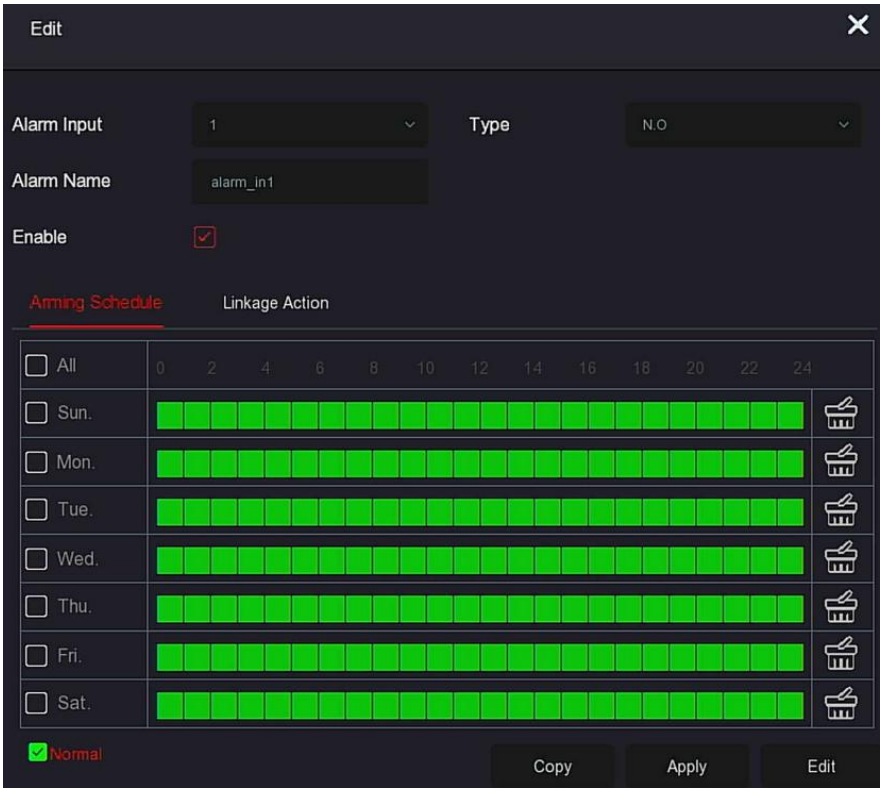 Edit
Alarm Input 1 Type N.O
Alarm Name alarm_in1
Enable
Arming Schedule Linkage Action
All 0 2 4 6 8 10 12 14 16 18 20 22 24
Sun.
Mon.
Tue.
Wed.
Thu.
Fri.
Sat.
Normal
Copy Apply Edit